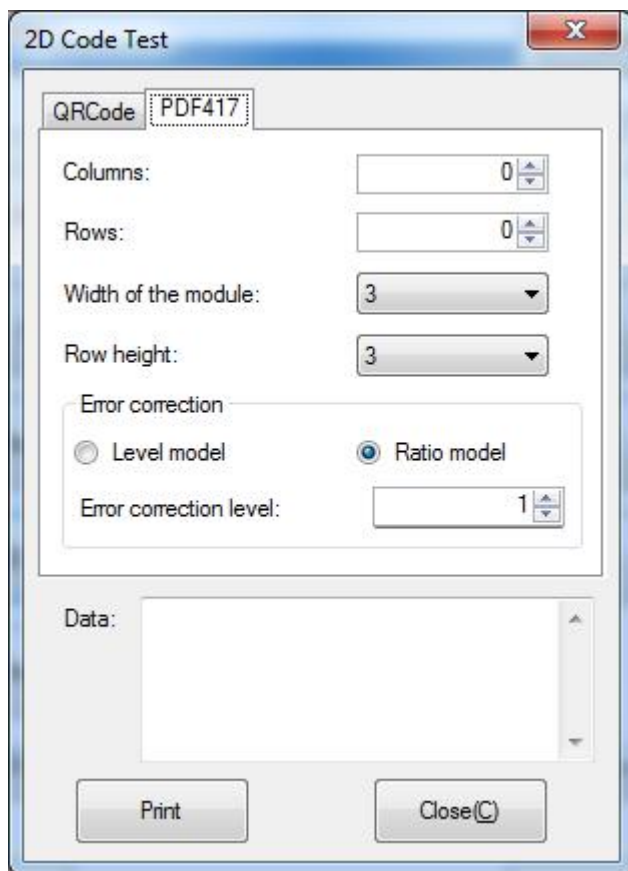 2D Code Test
QRCode PDF417
Columns: 0
Rows: 0
Width of the module: 3
Row height: 3
Error correction
Level model Ratio model
Error correction level: 1
Data:
Print Close(C)